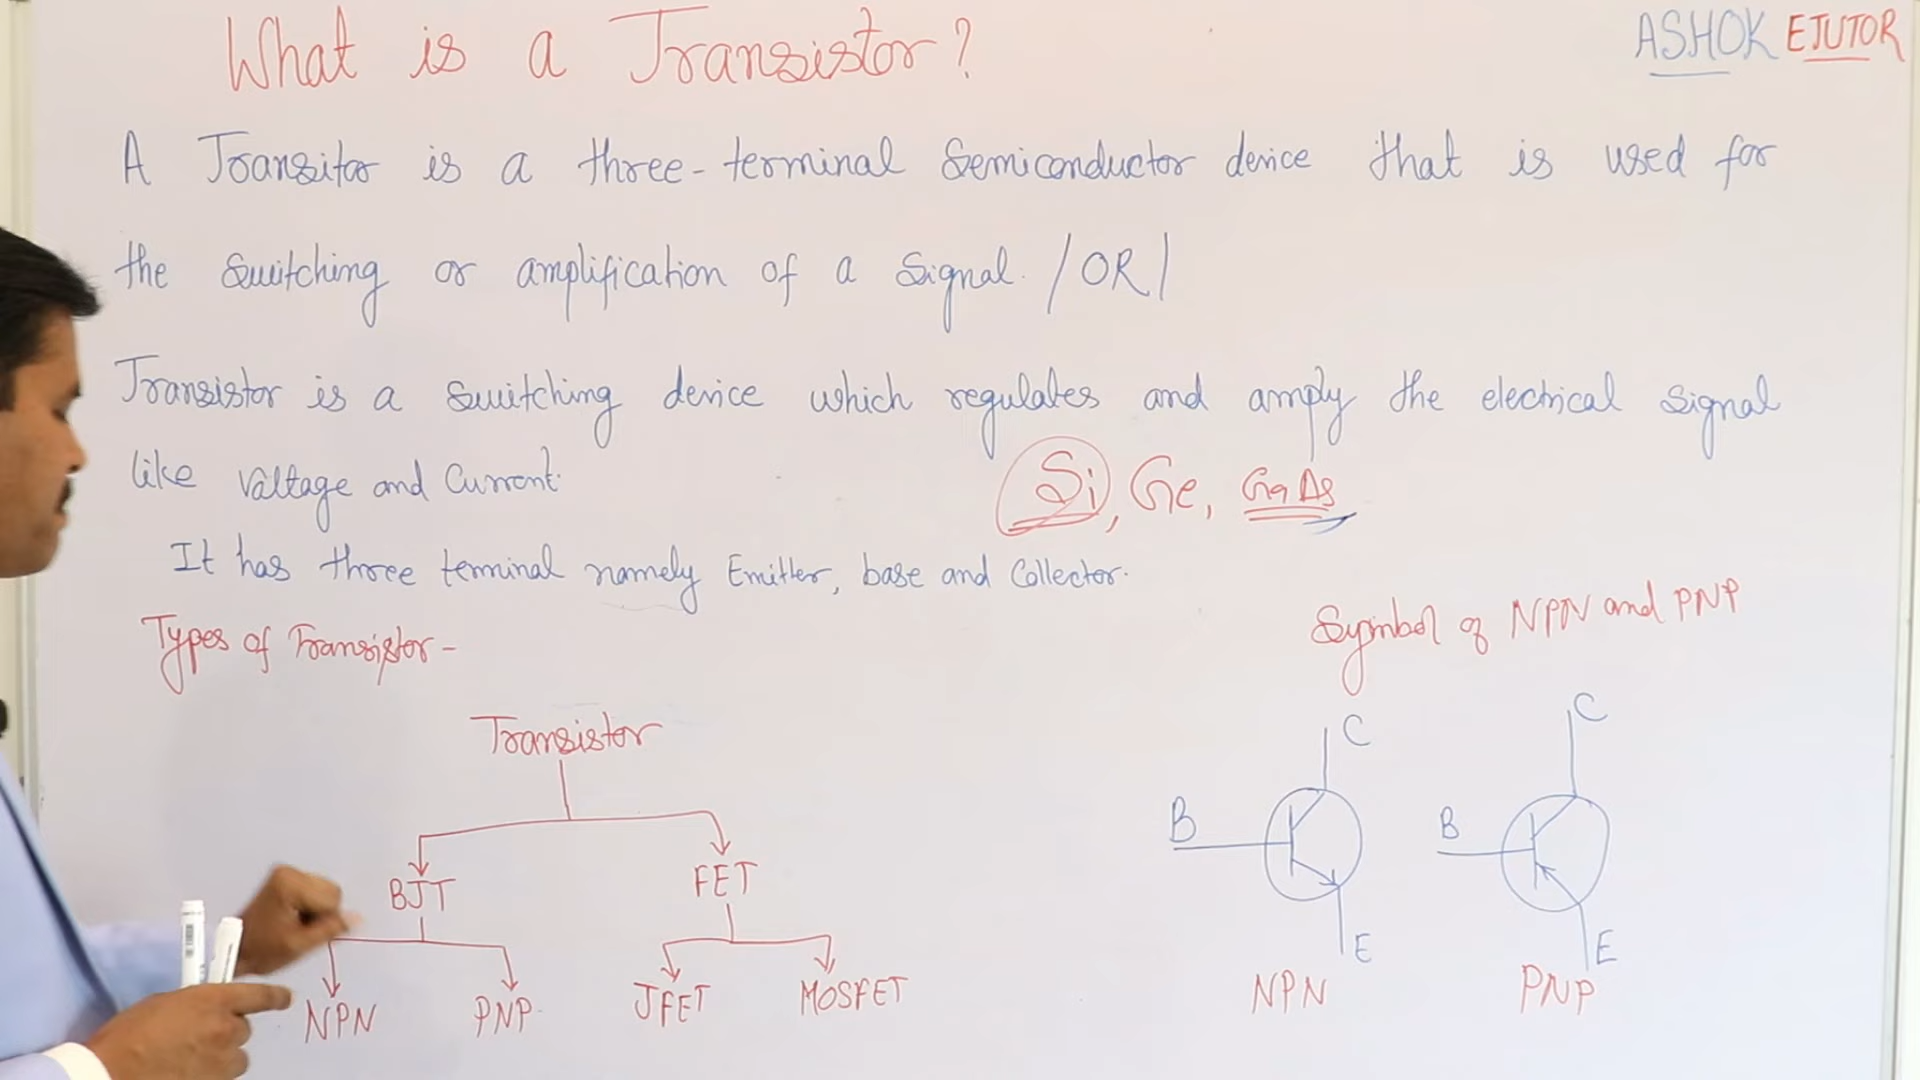 What is a Transistor?
ASHOK EJUTOR
A Transitor is a three-terminal Semiconductor device that is used for
the Switching or amplification of a Signal. /OR/
Transistor is a Switching device which regulates and amply the electrical Signal
like Valtage and Current.
Si, Ge, GaAs
It has three terminal namely Emitter, base and Collector.
Types of Transistor -
Symbol of NPN and PNP
Transistor
BJT
FET
NPN
PNP
JFET
MOSFET
C
B
E
NPN
C
B
E
PNP